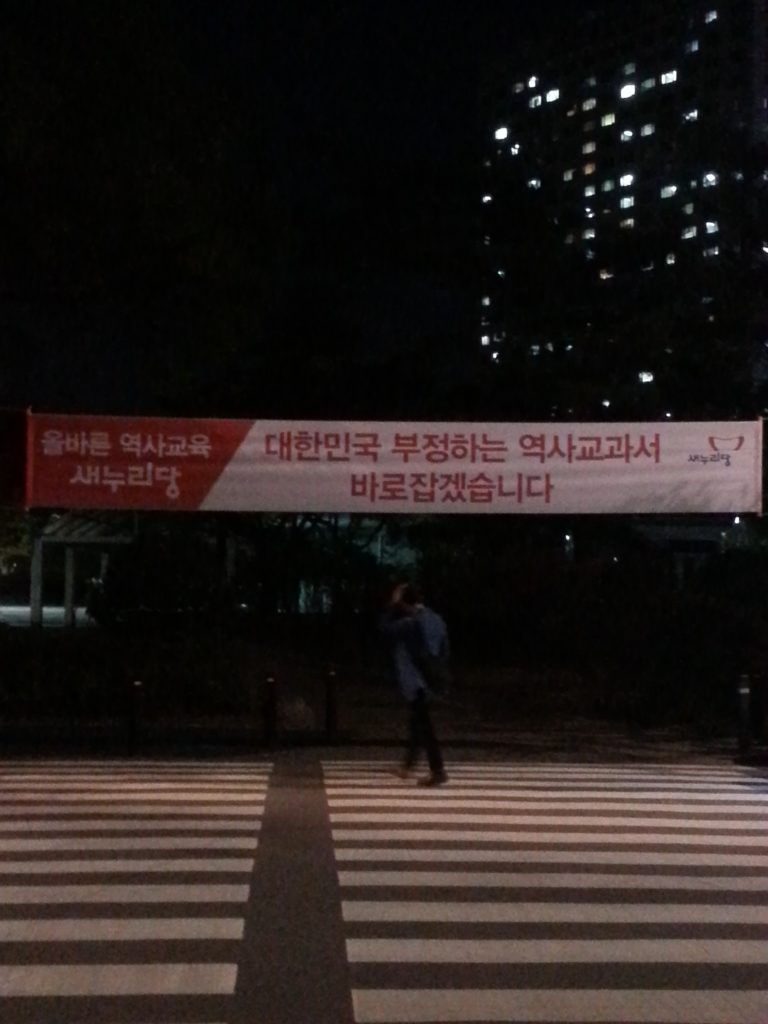 올바른 역사교육
새누리당
대한민국 부정하는 역사교과서
바로잡겠습니다
새누리당